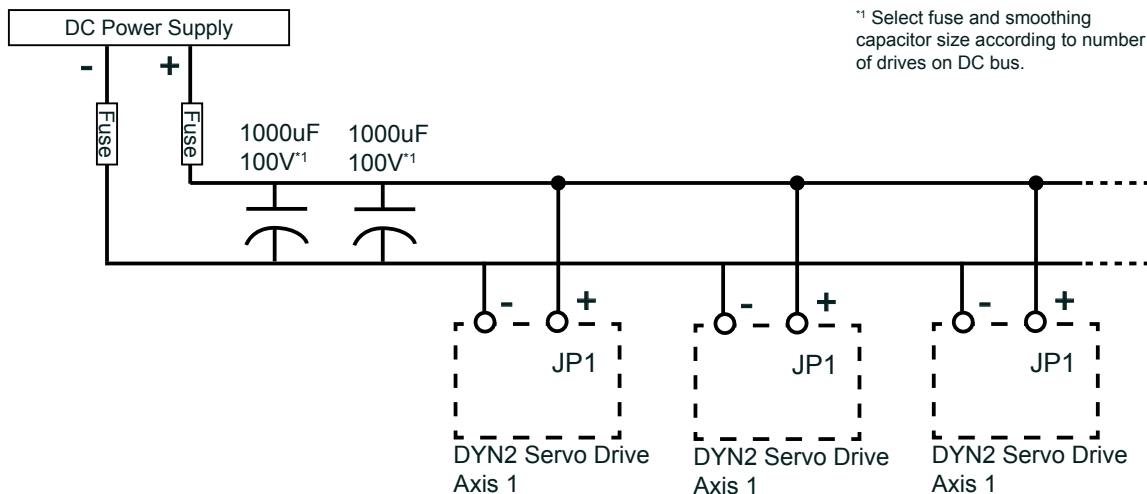 DC Power Supply
*1 Select fuse and smoothing
capacitor size according to number
of drives on DC bus.
- +
Fuse
Fuse
1000uF
100V*1
1000uF
100V*1
- +
JP1
DYN2 Servo Drive
Axis 1
- +
JP1
DYN2 Servo Drive
Axis 1
- +
JP1
DYN2 Servo Drive
Axis 1